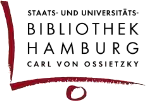 STAATS- UND UNIVERSITÄTS-
BIBLIOTHEK
HAMBURG
CARL VON OSSIETZKY